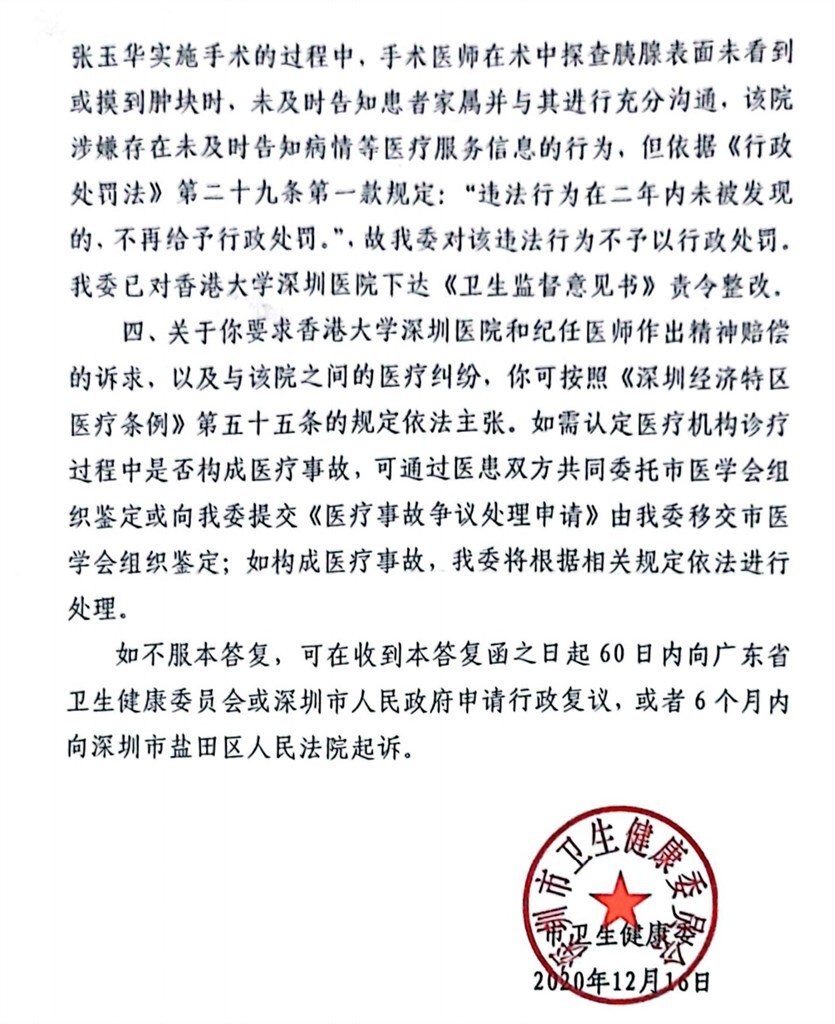 张玉华实施手术的过程中，手术医师在术中探查胰腺表面未看到
或摸到肿块时，未及时告知患者家属并与其进行充分沟通，该院
涉嫌存在未及时告知病情等医疗服务信息的行为，但依据《行政
处罚法》第二十九条第一款规定：“违法行为在二年内未被发现
的，不再给予行政处罚。”，故我委对该违法行为不予以行政处罚。
我委已对香港大学深圳医院下达《卫生监督意见书》责令整改。
四、关于你要求香港大学深圳医院和纪任医师作出精神赔偿
的诉求，以及与该院之间的医疗纠纷，你可按照《深圳经济特区
医疗条例》第五十五条的规定依法主张。如需认定医疗机构诊疗
过程中是否构成医疗事故，可通过医患双方共同委托市医学会组
织鉴定或向我委提交《医疗事故争议处理申请》由我委移交市医
学会组织鉴定；如构成医疗事故，我委将根据相关规定依法进行
处理。
如不服本答复，可在收到本答复函之日起 60 日内向广东省
卫生健康委员会或深圳市人民政府申请行政复议，或者 6 个月内
向深圳市盐田区人民法院起诉。
深圳市卫生健康委员会
市卫生健康委
2020年12月16日